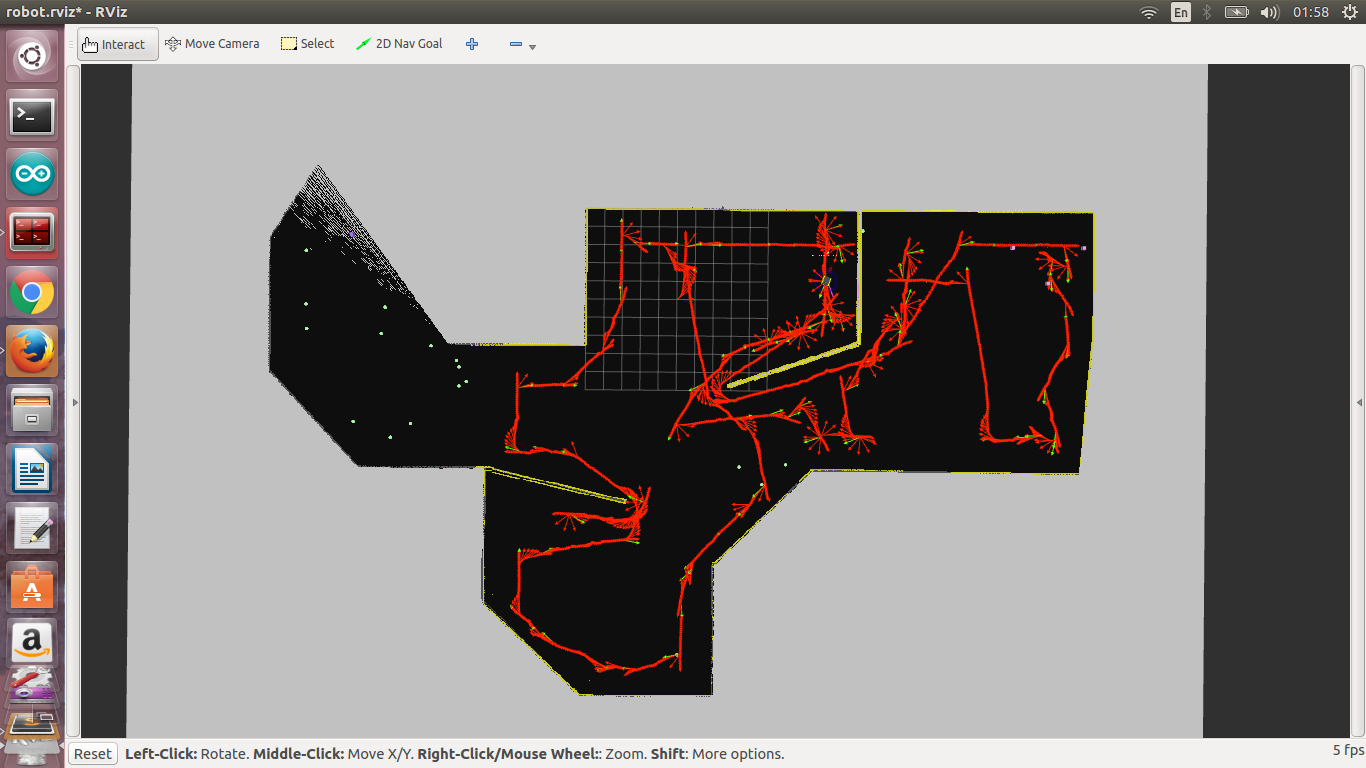 robot.rviz* - RViz
En
01:58
Interact
Move Camera
Select
2D Nav Goal
Reset
Left-Click: Rotate. Middle-Click: Move X/Y. Right-Click/Mouse Wheel:: Zoom. Shift: More options.
5 fps